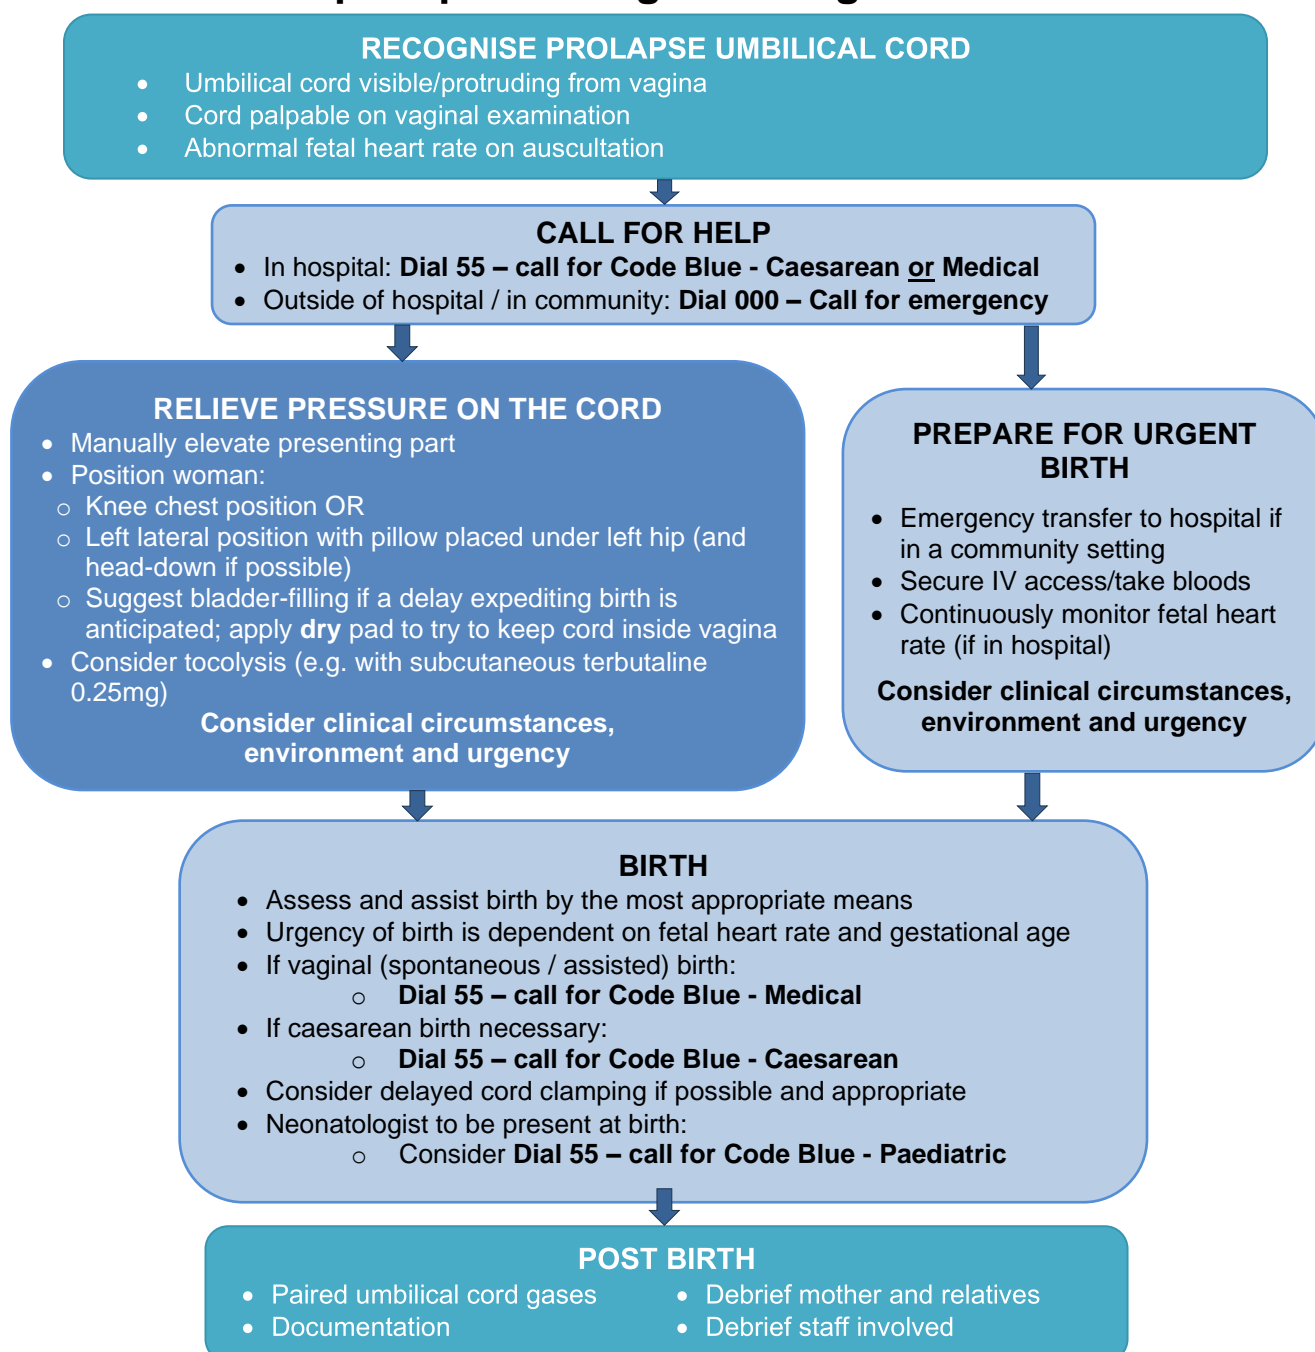 RECOGNISE PROLAPSE UMBILICAL CORD
• Umbilical cord visible/protruding from vagina
• Cord palpable on vaginal examination
• Abnormal fetal heart rate on auscultation
CALL FOR HELP
• In hospital: Dial 55 – call for Code Blue - Caesarean or Medical
• Outside of hospital / in community: Dial 000 – Call for emergency
RELIEVE PRESSURE ON THE CORD
• Manually elevate presenting part
• Position woman:
o Knee chest position OR
o Left lateral position with pillow placed under left hip (and
head-down if possible)
o Suggest bladder-filling if a delay expediting birth is
anticipated; apply dry pad to try to keep cord inside vagina
• Consider tocolysis (e.g. with subcutaneous terbutaline
0.25mg)
Consider clinical circumstances,
environment and urgency
PREPARE FOR URGENT
BIRTH
• Emergency transfer to hospital if
in a community setting
• Secure IV access/take bloods
• Continuously monitor fetal heart
rate (if in hospital)
Consider clinical circumstances,
environment and urgency
BIRTH
• Assess and assist birth by the most appropriate means
• Urgency of birth is dependent on fetal heart rate and gestational age
• If vaginal (spontaneous / assisted) birth:
o Dial 55 – call for Code Blue - Medical
• If caesarean birth necessary:
o Dial 55 – call for Code Blue - Caesarean
• Consider delayed cord clamping if possible and appropriate
• Neonatologist to be present at birth:
o Consider Dial 55 – call for Code Blue - Paediatric
POST BIRTH
• Paired umbilical cord gases
• Documentation
• Debrief mother and relatives
• Debrief staff involved